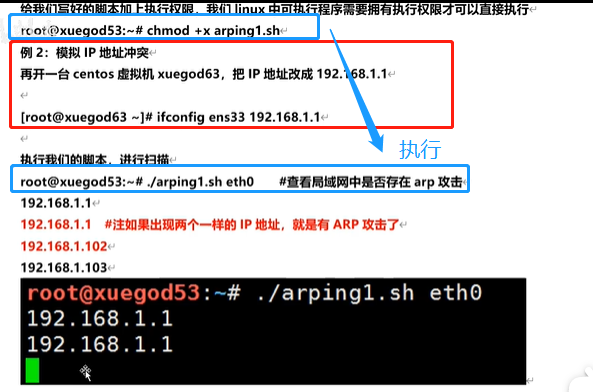 给我们写好的脚本加上执行权限，我们 linux 中可执行程序需要拥有执行权限才可以直接执行
root@xuegod53:~# chmod +x arping1.sh
例 2：模拟 IP 地址冲突
再开一台 centos 虚拟机 xuegod63，把 IP 地址改成 192.168.1.1
[root@xuegod63 ~]# ifconfig ens33 192.168.1.1
执行
执行我们的脚本，进行扫描
root@xuegod53:~# ./arping1.sh eth0 #查看局域网中是否存在 arp 攻击
192.168.1.1
192.168.1.1 #注如果出现两个一样的 IP 地址，就是有 ARP 攻击了
192.168.1.102
192.168.1.103
root@xuegod53:~# ./arping1.sh eth0
192.168.1.1
192.168.1.1